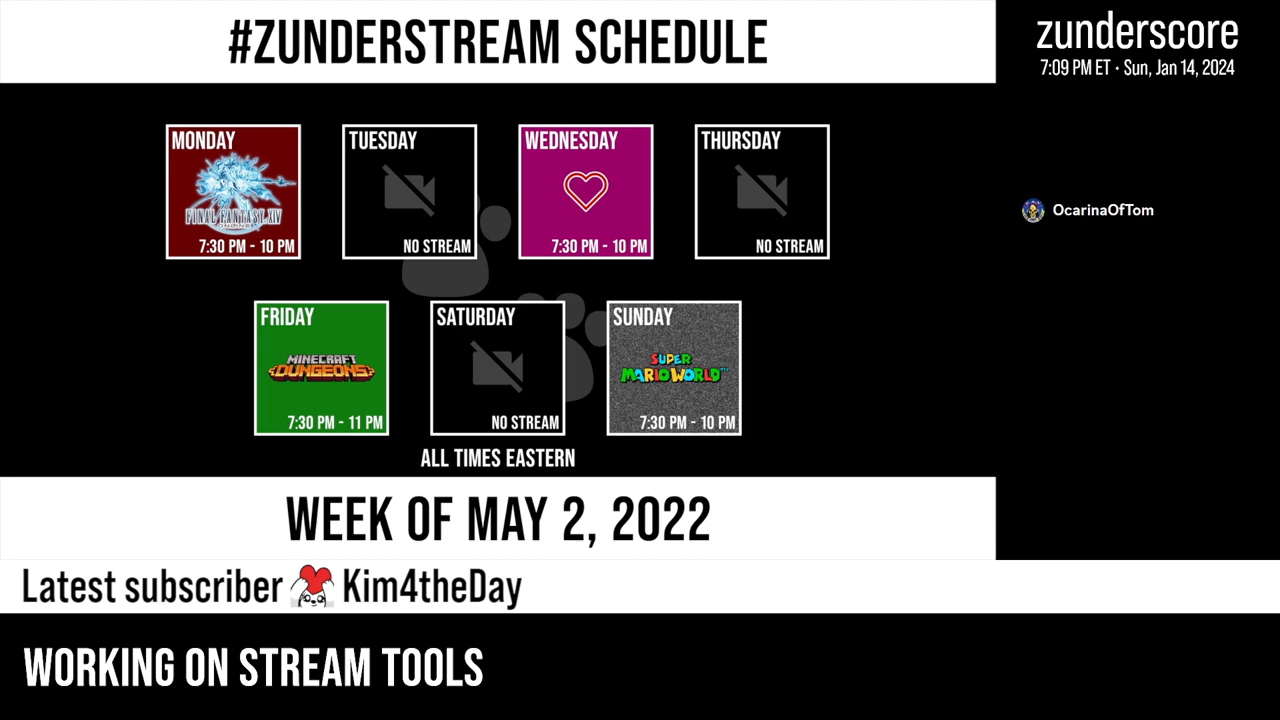 #ZUNDERSTREAM SCHEDULE
zunderscore
7:09 PM ET · Sun, Jan 14, 2024
MONDAY
FINAL FANTASY XIV
ONLINE
7:30 PM - 10 PM
TUESDAY
NO STREAM
WEDNESDAY
7:30 PM - 10 PM
THURSDAY
NO STREAM
OcarinaOfTom
FRIDAY
MINECRAFT
DUNGEONS
7:30 PM - 11 PM
SATURDAY
NO STREAM
SUNDAY
SUPER
MARIO WORLD™
7:30 PM - 10 PM
ALL TIMES EASTERN
WEEK OF MAY 2, 2022
Latest subscriber Kim4theDay
WORKING ON STREAM TOOLS